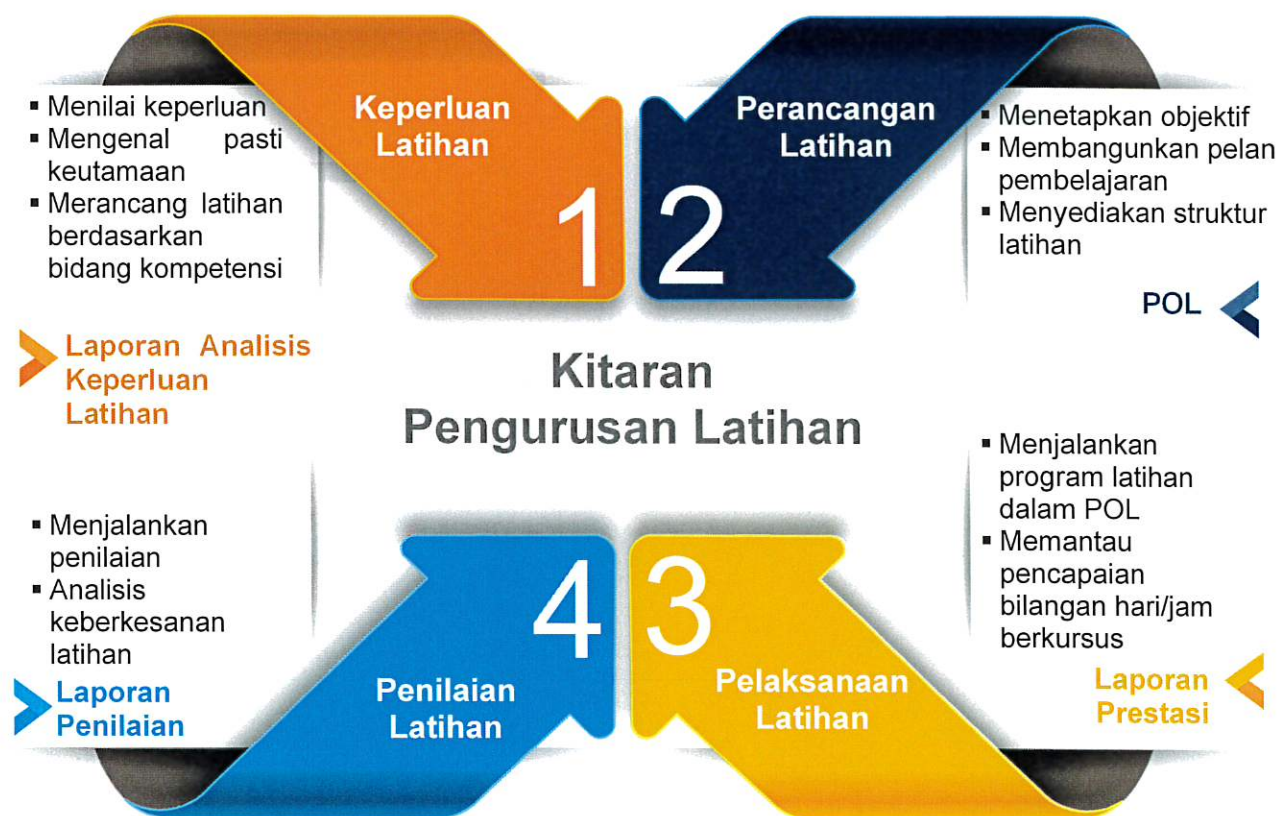 Keperluan
Latihan
1
▪ Menilai keperluan
▪ Mengenal pasti
keutamaan
▪ Merancang latihan
berdasarkan
bidang kompetensi
Laporan Analisis
Keperluan
Latihan
Perancangan
Latihan
2
▪ Menetapkan objektif
▪ Membangunkan pelan
pembelajaran
▪ Menyediakan struktur
latihan
POL
Kitaran
Pengurusan Latihan
▪ Menjalankan
program latihan
dalam POL
▪ Memantau
pencapaian
bilangan hari/jam
berkursus
Laporan
Prestasi
3
Pelaksanaan
Latihan
▪ Menjalankan
penilaian
▪ Analisis
keberkesanan
latihan
Laporan
Penilaian
4
Penilaian
Latihan